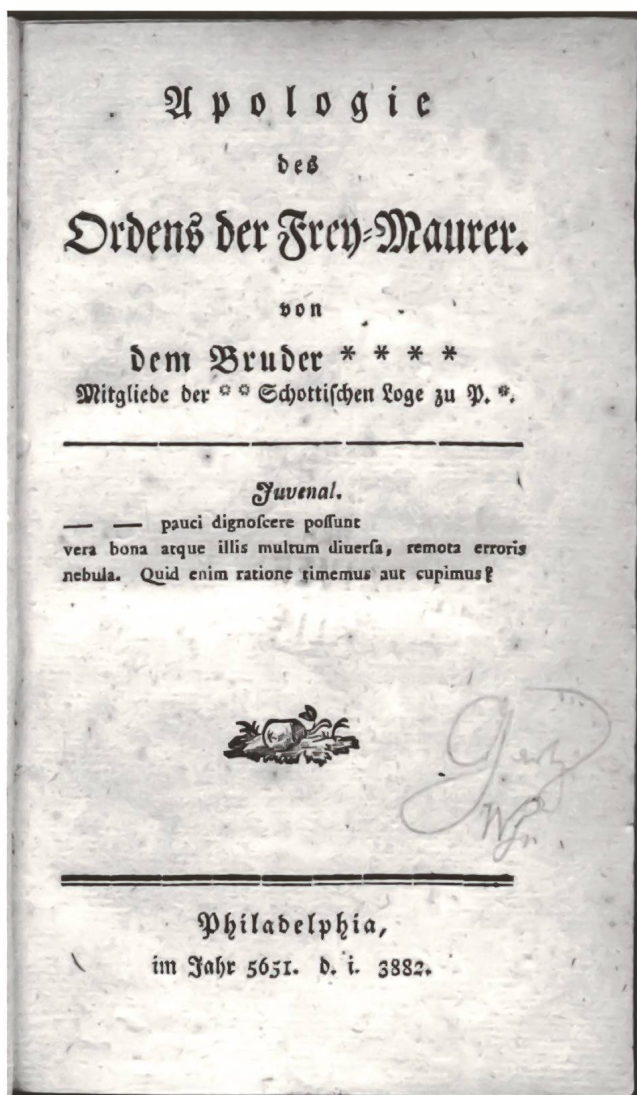 Apologie
des
Ordens der Frey-Maurer.
von
dem Bruder * * * *
Mitgliede der * * Schottischen Loge zu P. *.
Juvenal.
— — pauci dignoſcere poſſunt
vera bona atque illis multum diuerſa, remota erroris
nebula. Quid enim ratione timemus aut cupimus?
Philadelphia,
im Jahr 5651. d. i. 3882.